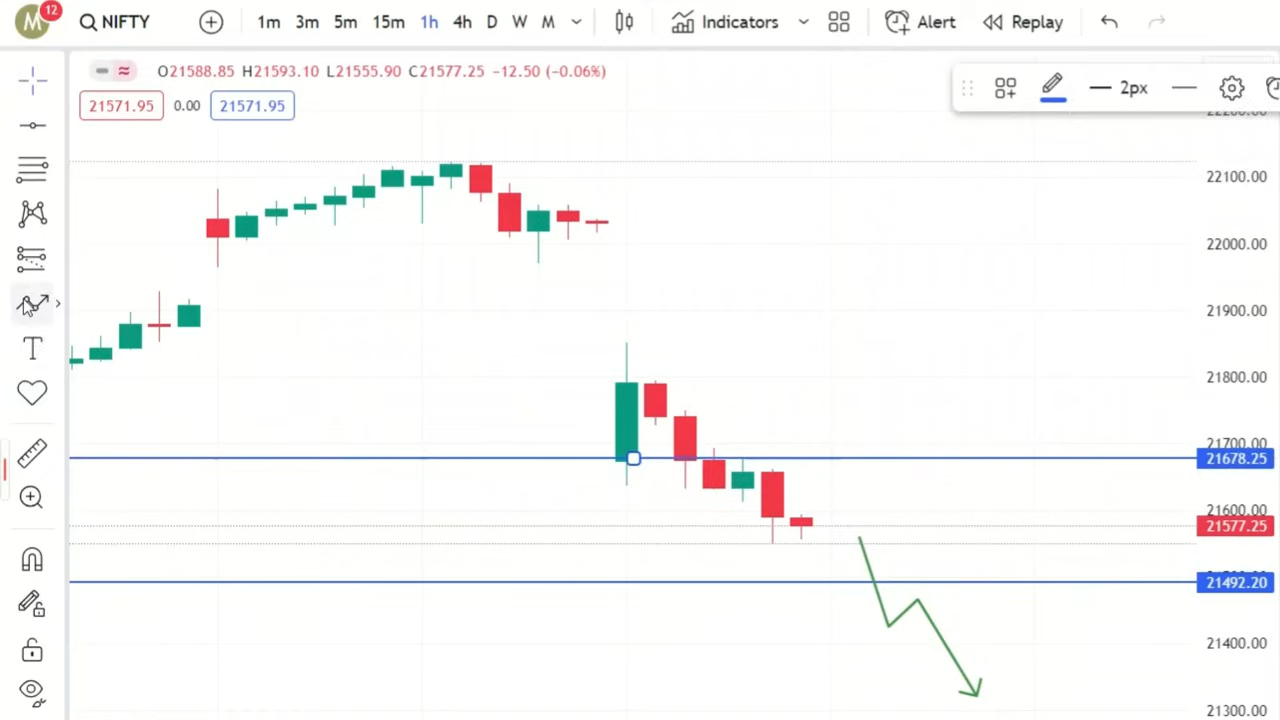 M 12 NIFTY 1m 3m 5m 15m 1h 4h D W M Indicators Alert Replay
O21588.85 H21593.10 L21555.90 C21577.25 −12.50 (−0.06%)
2px
21571.95 0.00 21571.95
22200.00
22100.00
22000.00
21900.00
21800.00
21700.00
21678.25
21600.00
21577.25
21492.20
21400.00
21300.00
T